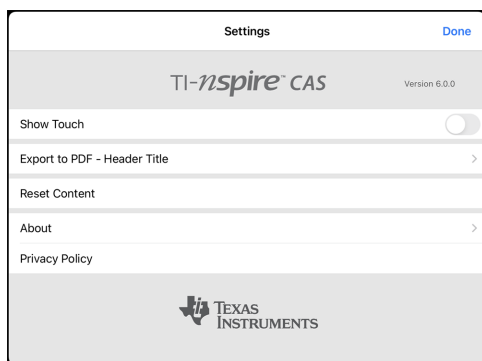 Settings
Done
TI-nspire™ CAS
Version 6.0.0
Show Touch
Export to PDF - Header Title
Reset Content
About
Privacy Policy
TEXAS
INSTRUMENTS